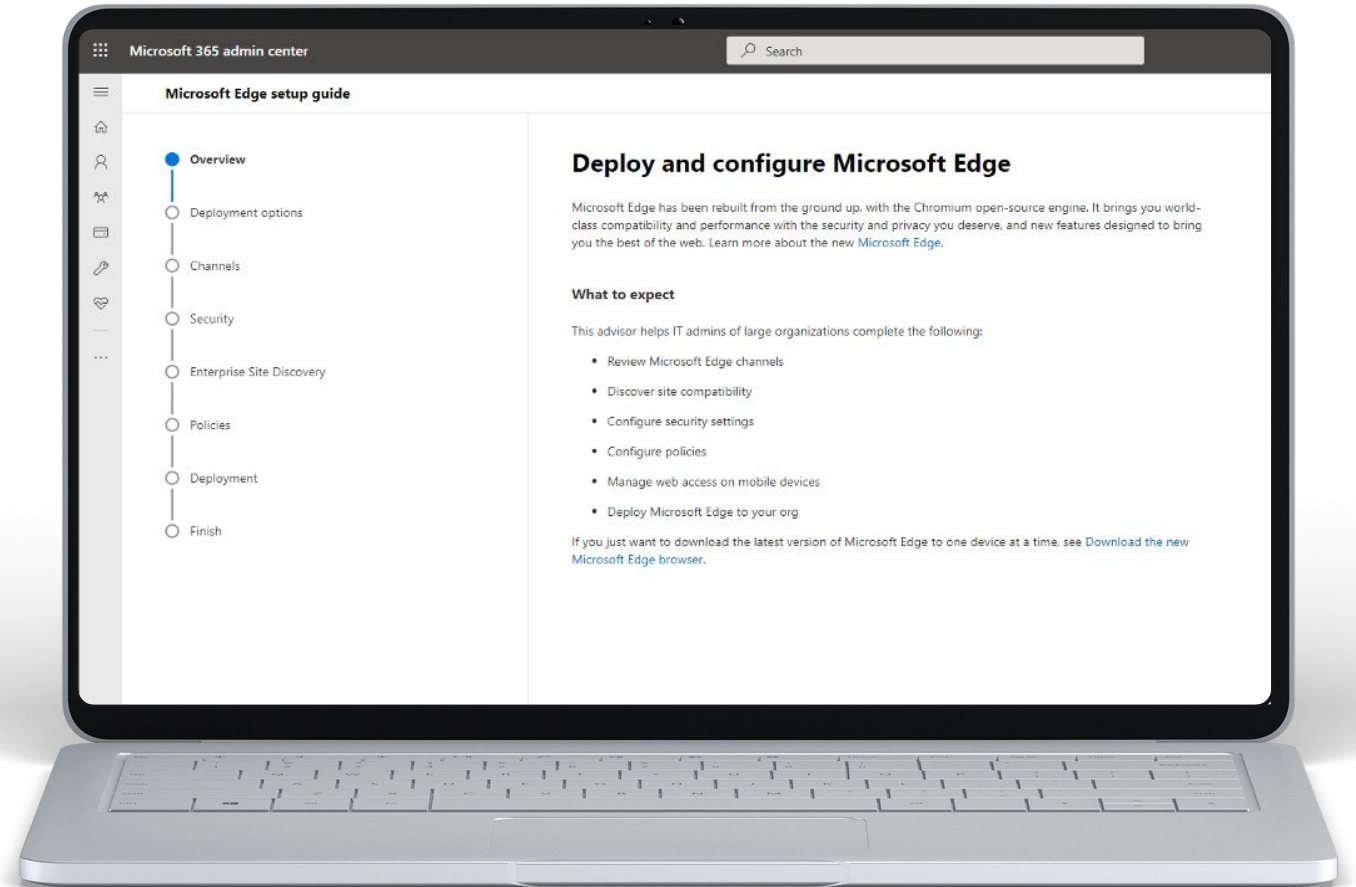 Microsoft 365 admin center
Search
Microsoft Edge setup guide
Overview
Deployment options
Channels
Security
Enterprise Site Discovery
Policies
Deployment
Finish
Deploy and configure Microsoft Edge
Microsoft Edge has been rebuilt from the ground up, with the Chromium open-source engine. It brings you world-
class compatibility and performance with the security and privacy you deserve, and new features designed to bring
you the best of the web. Learn more about the new Microsoft Edge.
What to expect
This advisor helps IT admins of large organizations complete the following:
• Review Microsoft Edge channels
• Discover site compatibility
• Configure security settings
• Configure policies
• Manage web access on mobile devices
• Deploy Microsoft Edge to your org
If you just want to download the latest version of Microsoft Edge to one device at a time, see Download the new
Microsoft Edge browser.